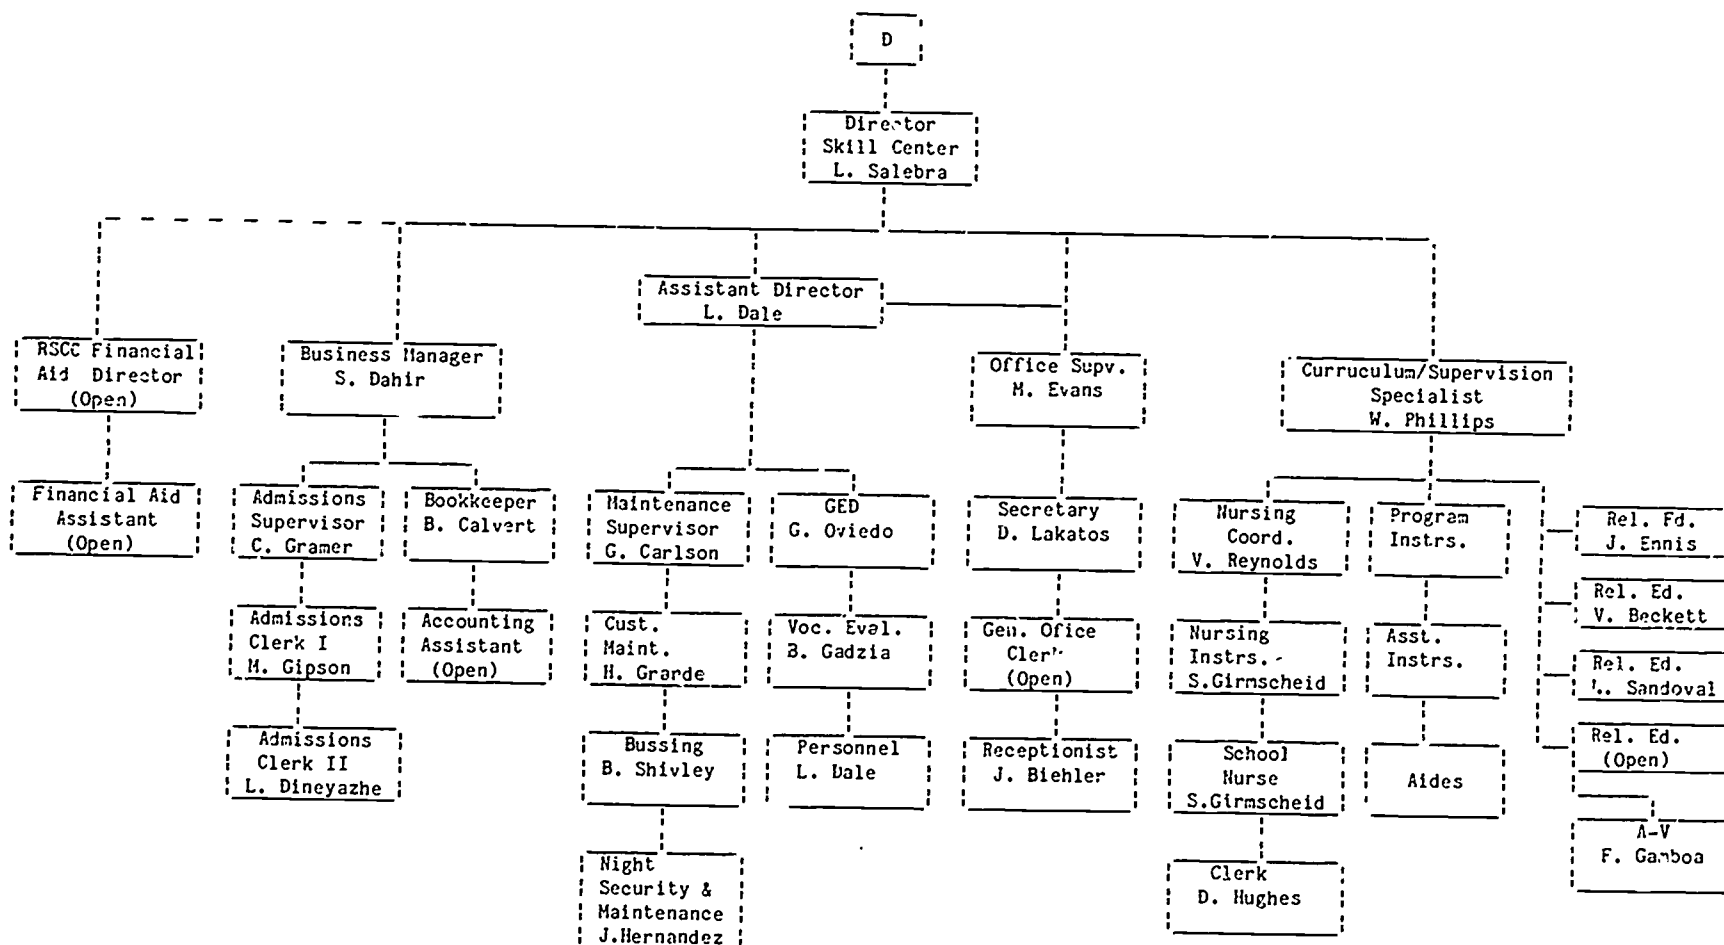 D
Director
Skill Center
L. Salebra
Assistant Director
L. Dale
RSCC Financial
Aid Director
(Open)
Business Manager
S. Dahir
Office Supv.
M. Evans
Curruculum/Supervision
Specialist
W. Phillips
Financial Aid
Assistant
(Open)
Admissions
Supervisor
C. Gramer
Bookkeeper
B. Calvert
Maintenance
Supervisor
G. Carlson
GED
G. Oviedo
Secretary
D. Lakatos
Nursing
Coord.
V. Reynolds
Program
Instrs.
Rel. Fd.
J. Ennis
Rel. Ed.
V. Beckett
Admissions
Clerk I
M. Gipson
Accounting
Assistant
(Open)
Cust.
Maint.
H. Grarde
Voc. Eval.
B. Gadzia
Gen. Ofice
Clerk
(Open)
Nursing
Instrs.
S.Girmscheid
Asst.
Instrs.
Rel. Ed.
Sandoval
Admissions
Clerk II
L. Dineyazhe
Bussing
B. Shivley
Personnel
L. Dale
Receptionist
J. Biehler
School
Nurse
S.Girmscheid
Aides
Rel. Ed.
(Open)
A-V
F. Gamboa
Night
Security &
Maintenance
J.Hernandez
Clerk
D. Hughes